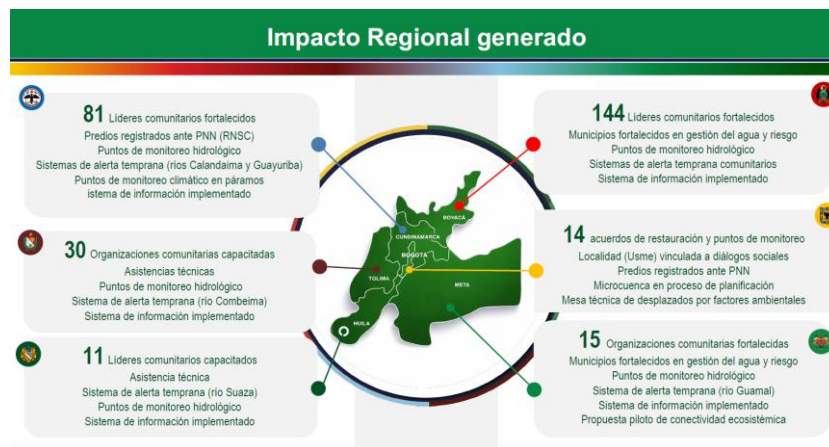 Impacto Regional generado
81 Líderes comunitarios fortalecidos
Predios registrados ante PNN (RNSC)
Puntos de monitoreo hidrológico
Sistemas de alerta temprana (ríos Calandaima y Guayuriba)
Puntos de monitoreo climático en páramos
istema de información implementado
30 Organizaciones comunitarias capacitadas
Asistencias técnicas
Puntos de monitoreo hidrológico
Sistema de alerta temprana (río Combeima)
Sistema de información implementado
11 Líderes comunitarios capacitados
Asistencia técnica
Sistema de alerta temprana (río Suaza)
Puntos de monitoreo hidrológico
Sistema de información implementado
BOYACÁ
CUNDINAMARCA
BOGOTÁ
TOLIMA
META
HUILA
144 Líderes comunitarios fortalecidos
Municipios fortalecidos en gestión del agua y riesgo
Puntos de monitoreo hidrológico
Sistemas de alerta temprana comunitarios
Sistema de información implementado
14 acuerdos de restauración y puntos de monitoreo
Localidad (Usme) vinculada a diálogos sociales
Predios registrados ante PNN
Microcuenca en proceso de planificación
Mesa técnica de desplazados por factores ambientales
15 Organizaciones comunitarias fortalecidas
Municipios fortalecidos en gestión del agua y riesgo
Puntos de monitoreo hidrológico
Sistema de alerta temprana (río Guamal)
Sistema de información implementado
Propuesta piloto de conectividad ecosistémica